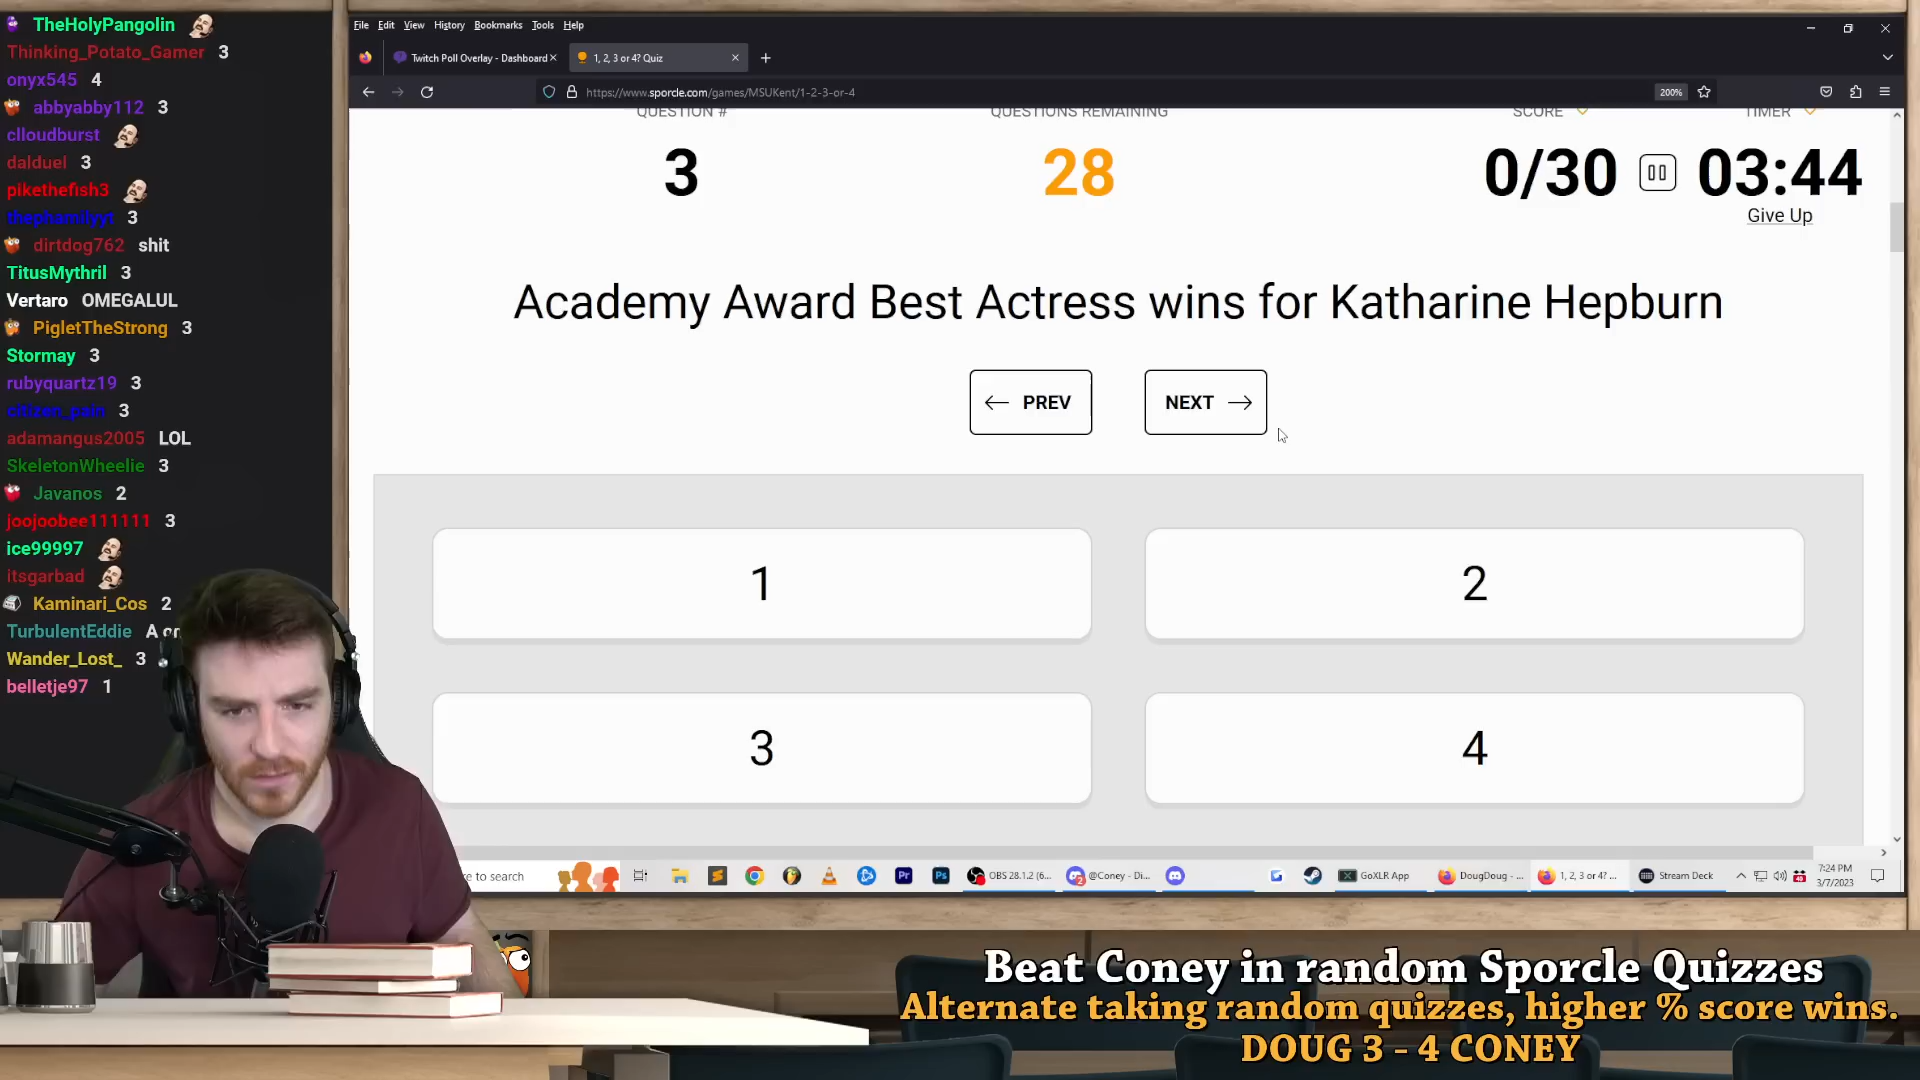 TheHolyPangolin
Thinking_Potato_Gamer 3
onyx545 4
abbyabby112 3
clloudburst
dalduel 3
pikethefish3
thephamilyyt 3
dirtdog762 shit
TitusMythril 3
Vertaro OMEGALUL
PigletTheStrong 3
Stormay 3
rubyquartz19 3
citizen_pain 3
adamangus2005 LOL
SkeletonWheelie 3
Javanos 2
joojoobee111111 3
ice99997
itsgarbad
Kaminari_Cos 2
TurbulentEddie A or
Wander_Lost_ 3
belletje97 1
File Edit View History Bookmarks Tools Help
Twitch Poll Overlay - Dashboard
1, 2, 3 or 4? Quiz
https://www.sporcle.com/games/MSUKent/1-2-3-or-4
200%
QUESTION # QUESTIONS REMAINING SCORE TIMER
3 28 0/30 03:44
Give Up
Academy Award Best Actress wins for Katharine Hepburn
PREV NEXT
1 2
3 4
re to search
Pr Ps OBS 28.1.2 (6... @Coney - Di... GoXLR App DougDoug - ... 1, 2, 3 or 4? ... Stream Deck
7:24 PM
3/7/2023
Beat Coney in random Sporcle Quizzes
Alternate taking random quizzes, higher % score wins.
DOUG 3 - 4 CONEY